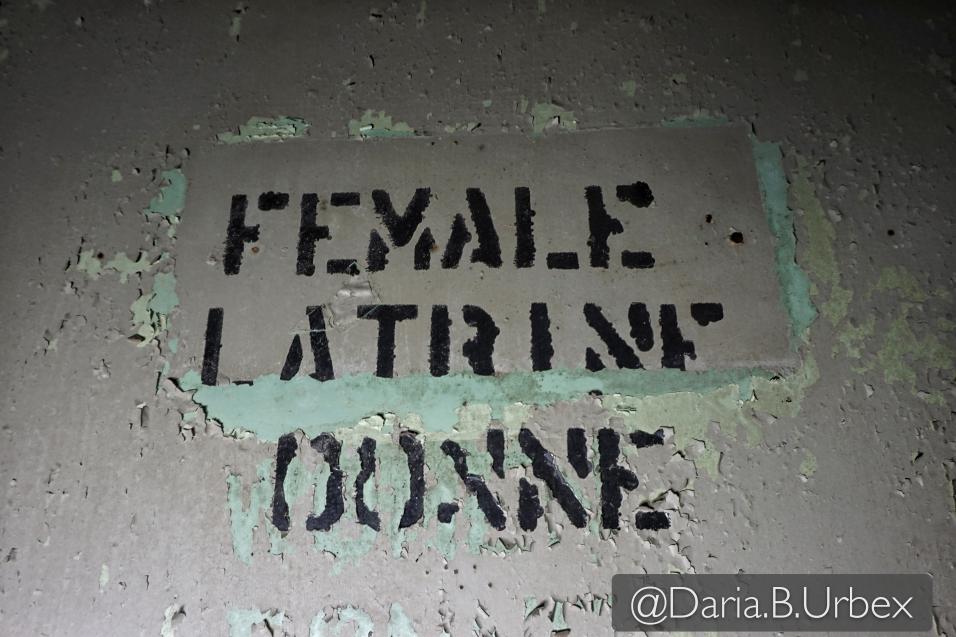 FEMALE
LATRINE
DONNE
@Daria.B.Urbex